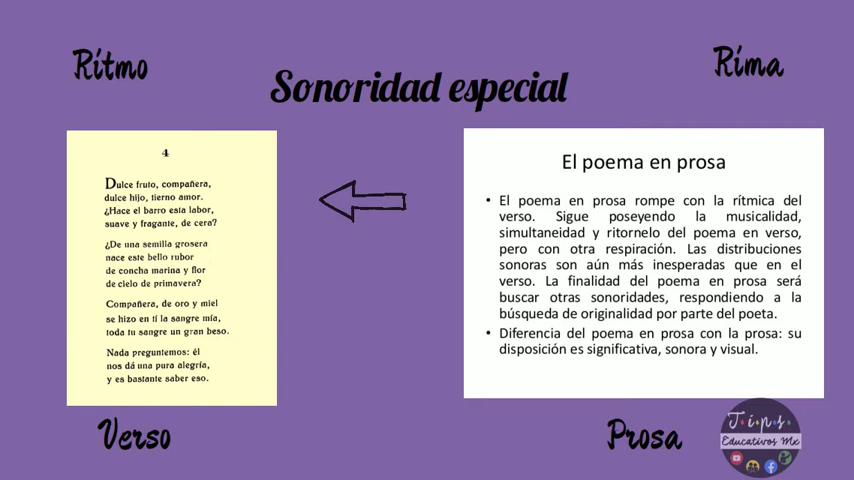 Ritmo
Rima
Sonoridad especial
4
Dulce fruto, compañera,
dulce hijo, tierno amor.
¿Hace el barro esta labor,
suave y fragante, de cera?
¿De una semilla grosera
nace este bello rubor
de concha marina y flor
de cielo de primavera?
Compañera, de oro y miel
se hizo en ti la sangre mía,
toda tu sangre un gran beso.
Nada preguntemos: él
nos dá una pura alegría,
y es bastante saber eso.
El poema en prosa
• El poema en prosa rompe con la rítmica del
verso. Sigue poseyendo la musicalidad,
simultaneidad y ritornelo del poema en verso,
pero con otra respiración. Las distribuciones
sonoras son aún más inesperadas que en el
verso. La finalidad del poema en prosa será
buscar otras sonoridades, respondiendo a la
búsqueda de originalidad por parte del poeta.
• Diferencia del poema en prosa con la prosa: su
disposición es significativa, sonora y visual.
Verso
Prosa
T.i.p.s.
Educativos Mx